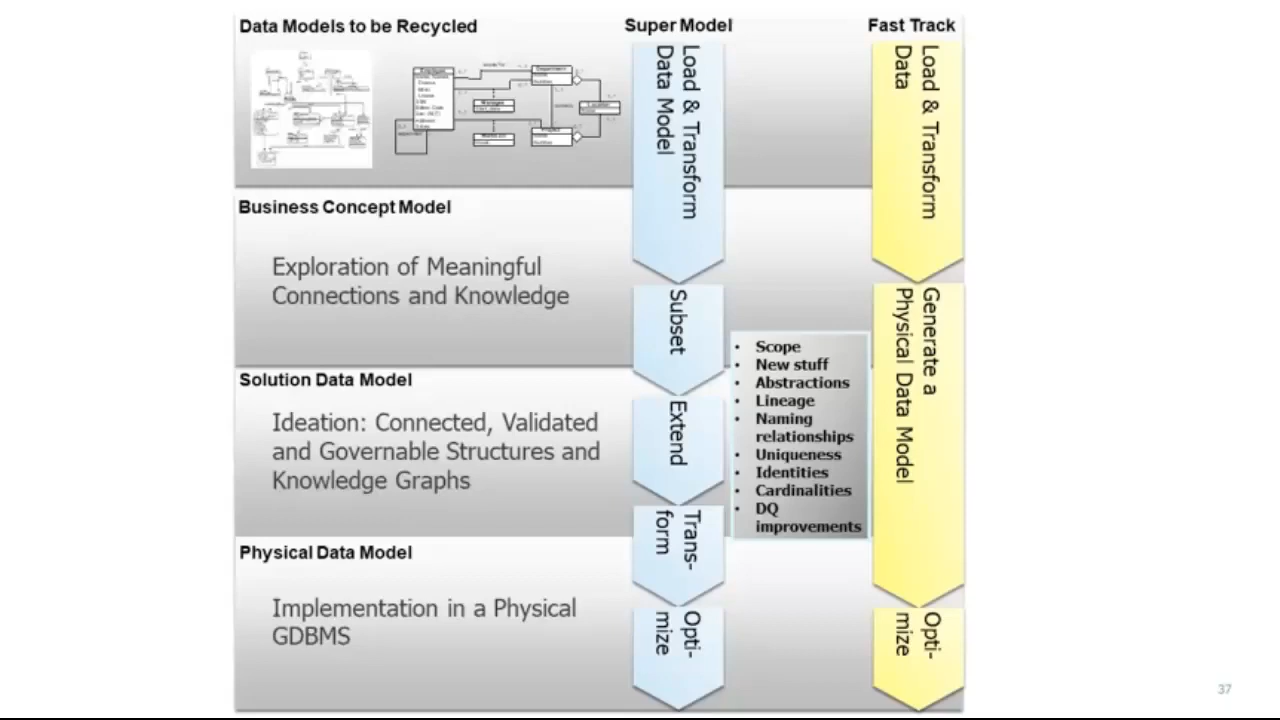 Data Models to be Recycled
Super Model
Fast Track
Load & Transform
Data Model
Load & Transform
Data
Business Concept Model
Exploration of Meaningful
Connections and Knowledge
Subset
Generate a
Physical Data Model
• Scope
• New stuff
• Abstractions
• Lineage
• Naming
relationships
• Uniqueness
• Identities
• Cardinalities
• DQ
improvements
Solution Data Model
Ideation: Connected, Validated
and Governable Structures and
Knowledge Graphs
Extend
Trans-
form
Physical Data Model
Implementation in a Physical
GDBMS
Opti-
mize
Opti-
mize
37